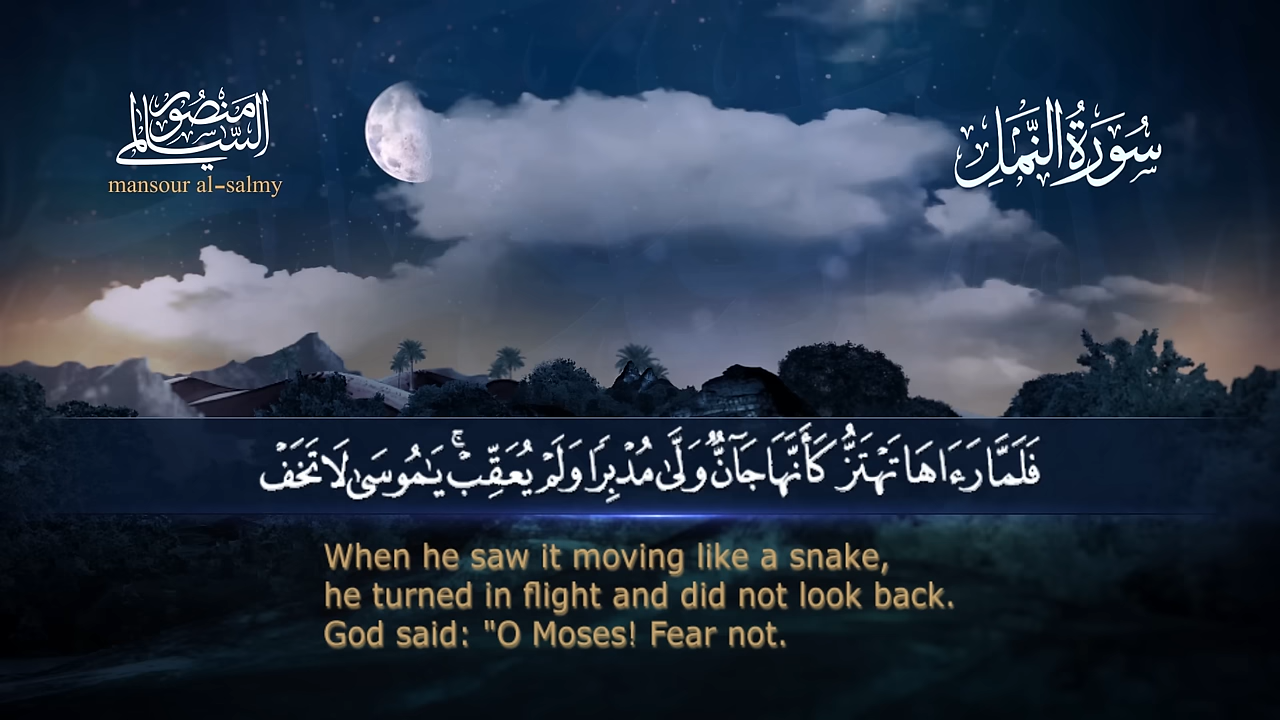 منصور السالمي
mansour al-salmy
سُورَةُ النَّمْلِ
فَلَمَّا رَءَاهَا تَهْتَزُّ كَأَنَّهَا جَآنٌّ وَلَّىٰ مُدْبِرًا وَلَمْ يُعَقِّبْ ۚ يَٰمُوسَىٰ لَا تَخَفْ
When he saw it moving like a snake,
he turned in flight and did not look back.
God said: "O Moses! Fear not.